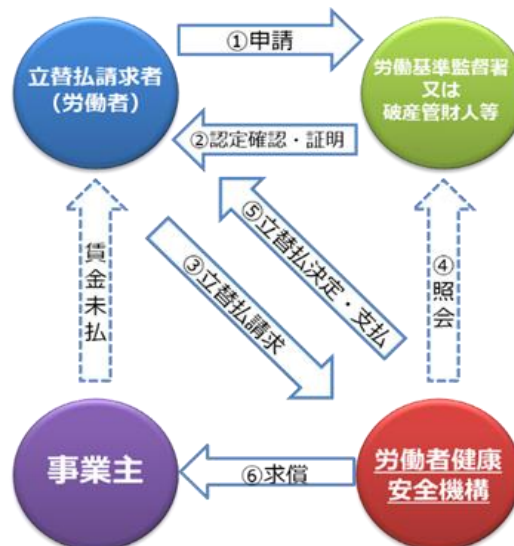 ①申請
立替払請求者
（労働者）
労働基準監督署
又は
破産管財人等
②認定確認・証明
⑤立替払決定・支払
③立替払請求
賃金未払
④照会
事業主
⑥求償
労働者健康
安全機構